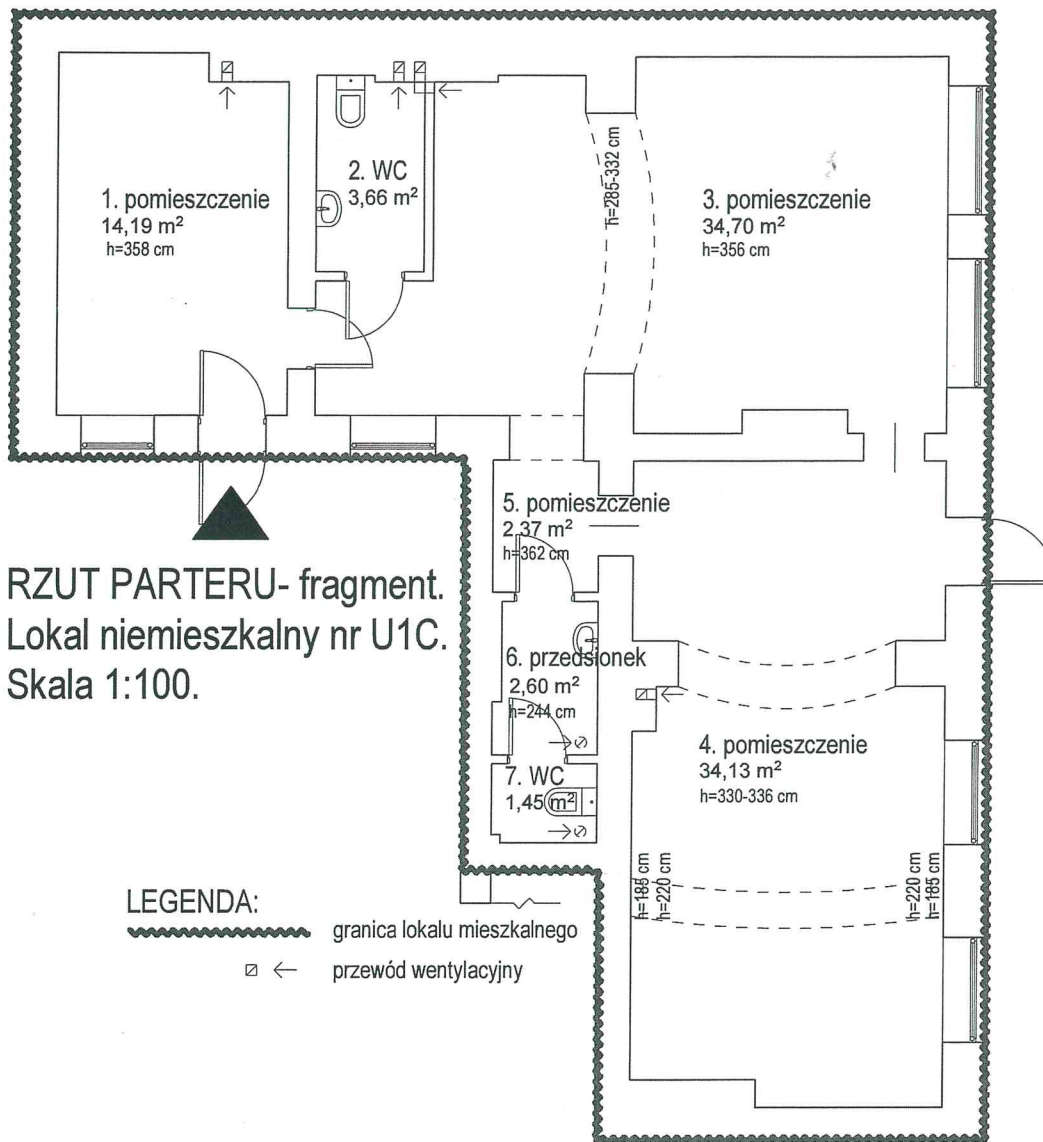 1. pomieszczenie
14,19 m²
h=358 cm
2. WC
3,66 m²
h=285-332 cm
3. pomieszczenie
34,70 m²
h=356 cm
5. pomieszczenie
2,37 m²
h=362 cm
RZUT PARTERU- fragment.
Lokal niemieszkalny nr U1C.
Skala 1:100.
6. przedsionek
2,60 m²
h=244 cm
7. WC
1,45 m²
4. pomieszczenie
34,13 m²
h=330-336 cm
h=185 cm
h=220 cm
h=220 cm
h=185 cm
LEGENDA:
granica lokalu mieszkalnego
przewód wentylacyjny